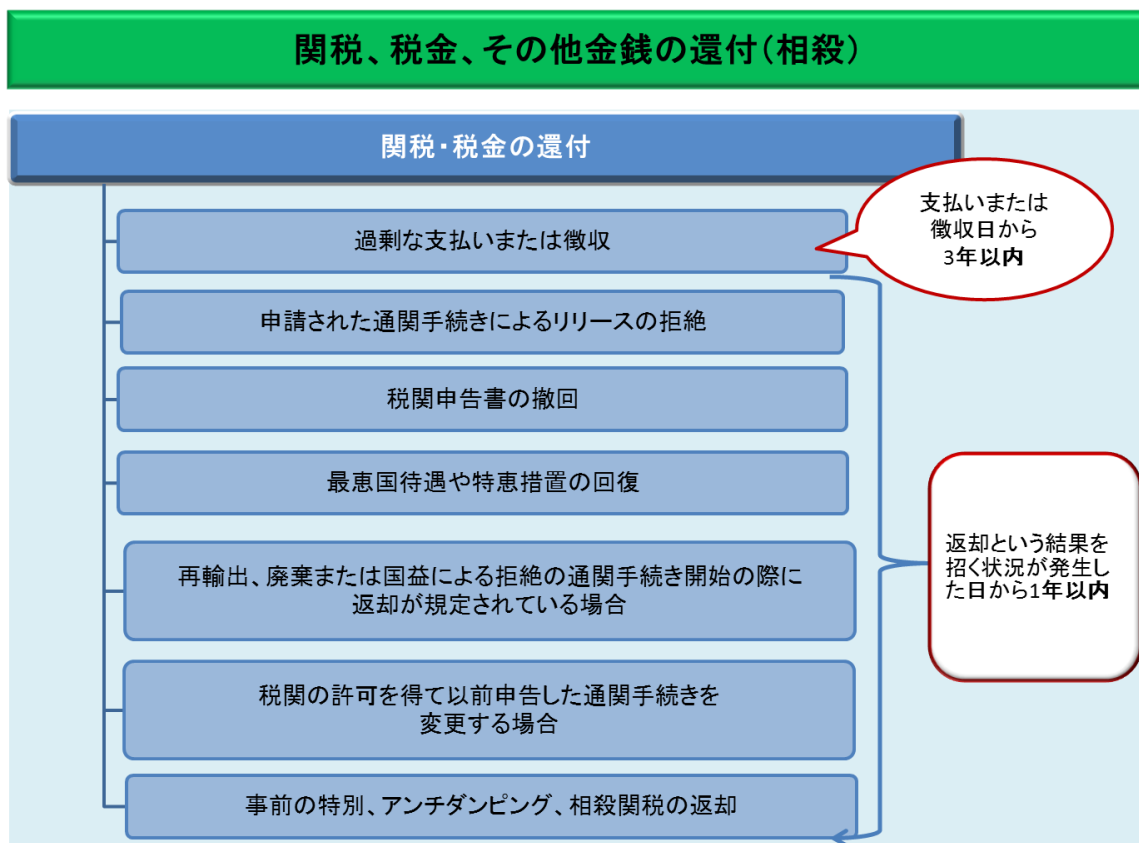 関税、税金、その他金銭の還付(相殺)
関税・税金の還付
支払いまたは
徴収日から
3年以内
過剰な支払いまたは徴収
申請された通関手続きによるリリースの拒絶
税関申告書の撤回
最恵国待遇や特恵措置の回復
再輸出、廃棄または国益による拒絶の通関手続き開始の際に
返却が規定されている場合
返却という結果を
招く状況が発生し
た日から1年以内
税関の許可を得て以前申告した通関手続きを
変更する場合
事前の特別、アンチダンピング、相殺関税の返却